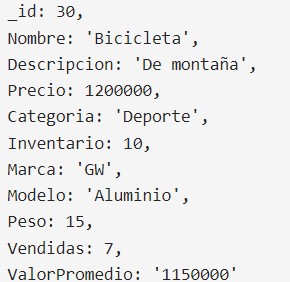 _id: 30,
Nombre: 'Bicicleta',
Descripcion: 'De montaña',
Precio: 1200000,
Categoria: 'Deporte',
Inventario: 10,
Marca: 'GW',
Modelo: 'Aluminio',
Peso: 15,
Vendidas: 7,
ValorPromedio: '1150000'